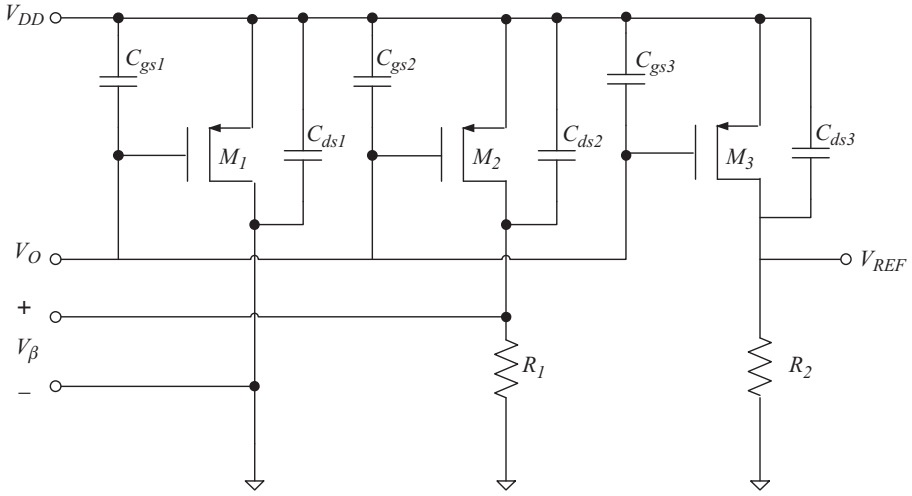 V_DD
C_gs1
C_gs2
C_gs3
C_ds1
C_ds2
C_ds3
M_1
M_2
M_3
V_O
V_REF
+
V_β
−
R_1
R_2